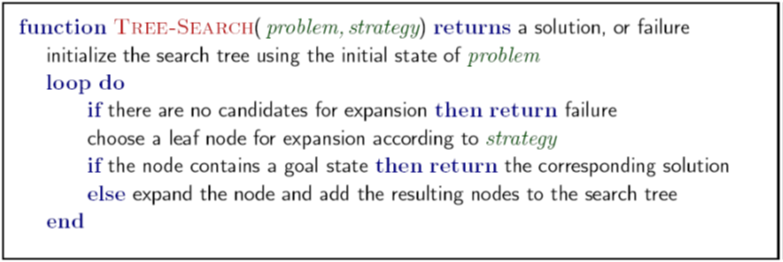 function TREE-SEARCH( problem, strategy) returns a solution, or failure
initialize the search tree using the initial state of problem
loop do
if there are no candidates for expansion then return failure
choose a leaf node for expansion according to strategy
if the node contains a goal state then return the corresponding solution
else expand the node and add the resulting nodes to the search tree
end